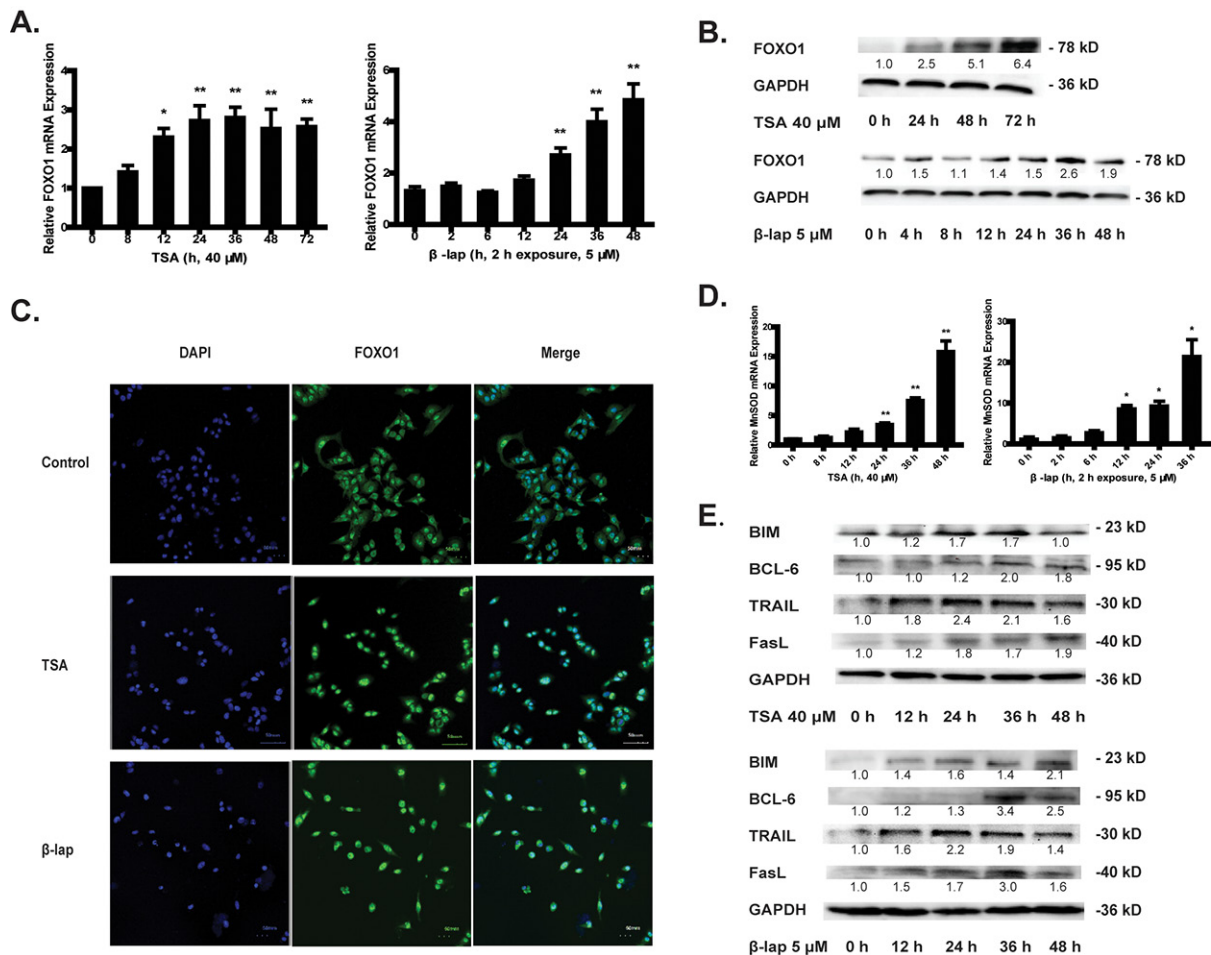 A.
Relative FOXO1 mRNA Expression
4
3
2
1
0
* ** ** ** **
0 8 12 24 36 48 72
TSA (h, 40 µM)
Relative FOXO1 mRNA Expression
6
4
2
0
** ** **
0 2 6 12 24 36 48
β -lap (h, 2 h exposure, 5 µM)
B.
FOXO1 - 78 kD
1.0 2.5 5.1 6.4
GAPDH - 36 kD
TSA 40 µM 0 h 24 h 48 h 72 h
FOXO1 - 78 kD
1.0 1.5 1.1 1.4 1.5 2.6 1.9
GAPDH - 36 kD
β-lap 5 µM 0 h 4 h 8 h 12 h 24 h 36 h 48 h
C.
DAPI FOXO1 Merge
Control
TSA
β-lap
D.
Relative MnSOD mRNA Expression
20
15
10
5
0
** ** **
0 h 8 h 12 h 24 h 36 h 48 h
TSA (h, 40 µM)
Relative MnSOD mRNA Expression
30
20
10
0
* * *
0 h 2 h 6 h 12 h 24 h 36 h
β -lap (h, 2 h exposure, 5 µM)
E.
BIM - 23 kD
1.0 1.2 1.7 1.7 1.0
BCL-6 -95 kD
1.0 1.0 1.2 2.0 1.8
TRAIL -30 kD
1.0 1.8 2.4 2.1 1.6
FasL -40 kD
1.0 1.2 1.8 1.7 1.9
GAPDH -36 kD
TSA 40 µM 0 h 12 h 24 h 36 h 48 h
BIM - 23 kD
1.0 1.4 1.6 1.4 2.1
BCL-6 -95 kD
1.0 1.2 1.3 3.4 2.5
TRAIL -30 kD
1.0 1.6 2.2 1.9 1.4
FasL -40 kD
1.0 1.5 1.7 3.0 1.6
GAPDH -36 kD
β-lap 5 µM 0 h 12 h 24 h 36 h 48 h